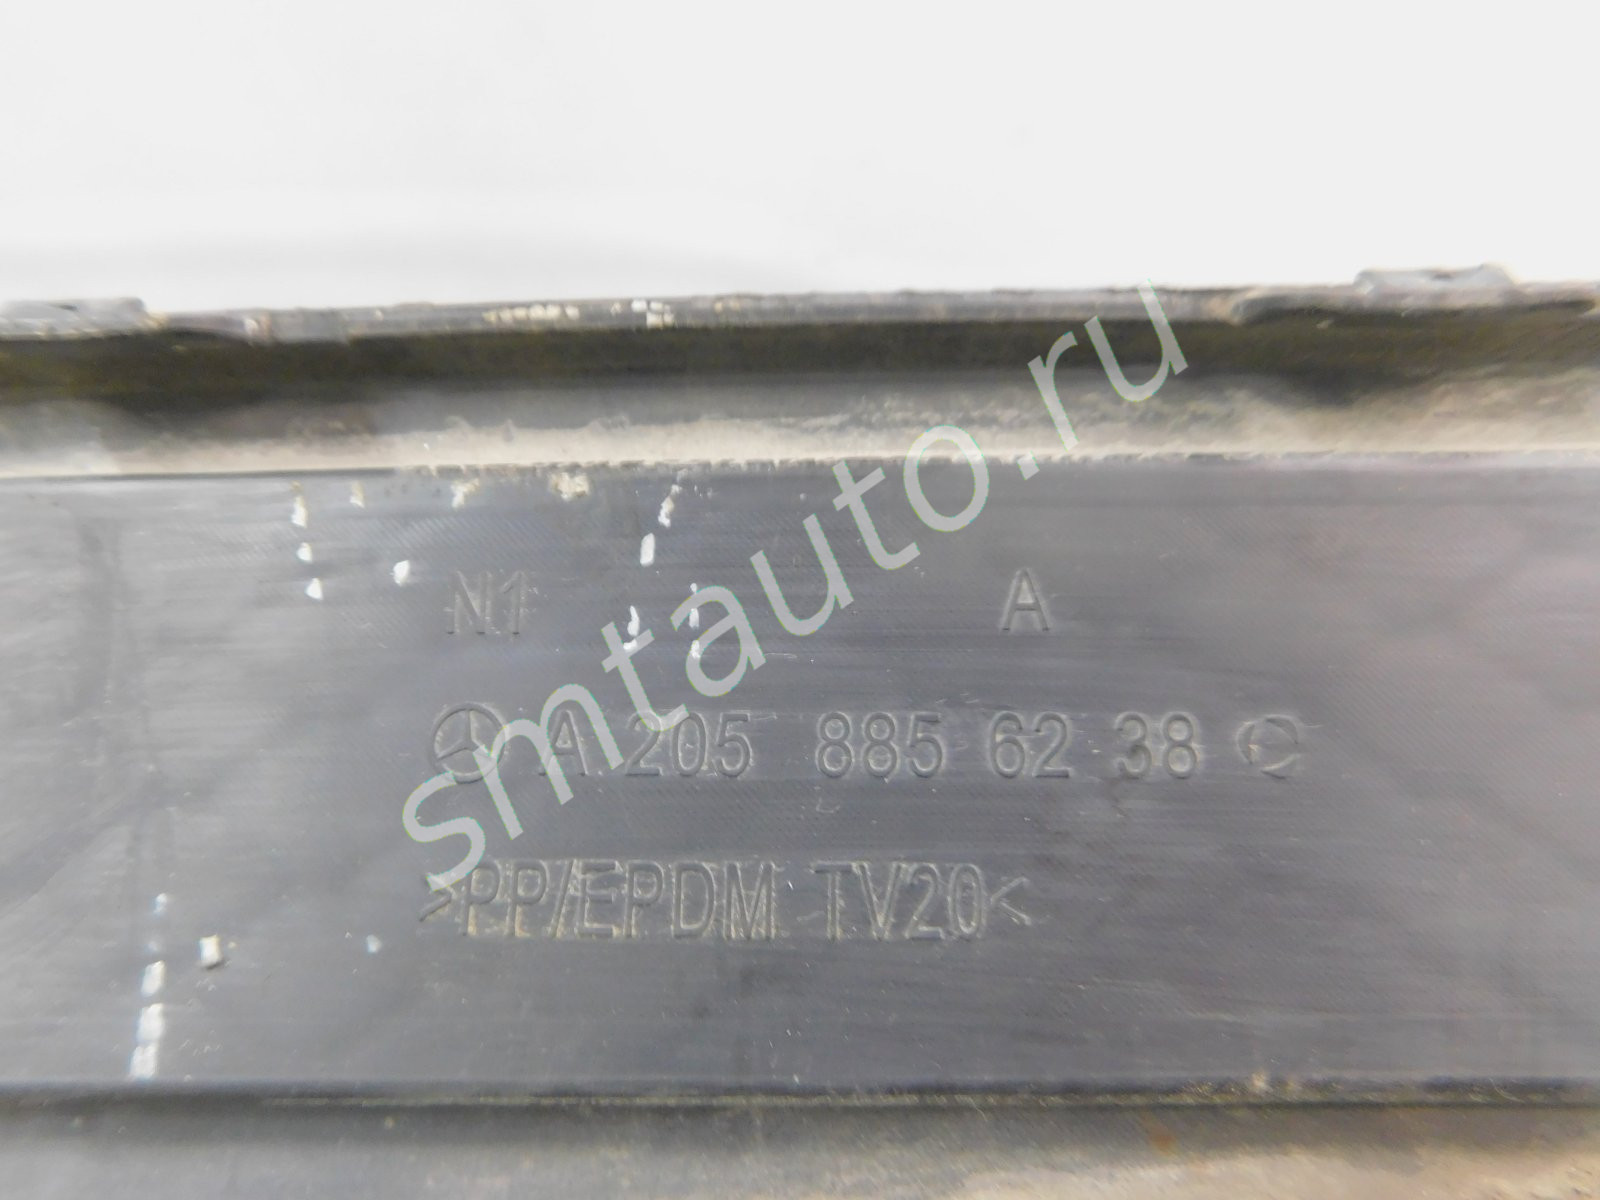 N1 A
A 205 885 62 38
>PP/EPDM TV20<
smtauto.ru